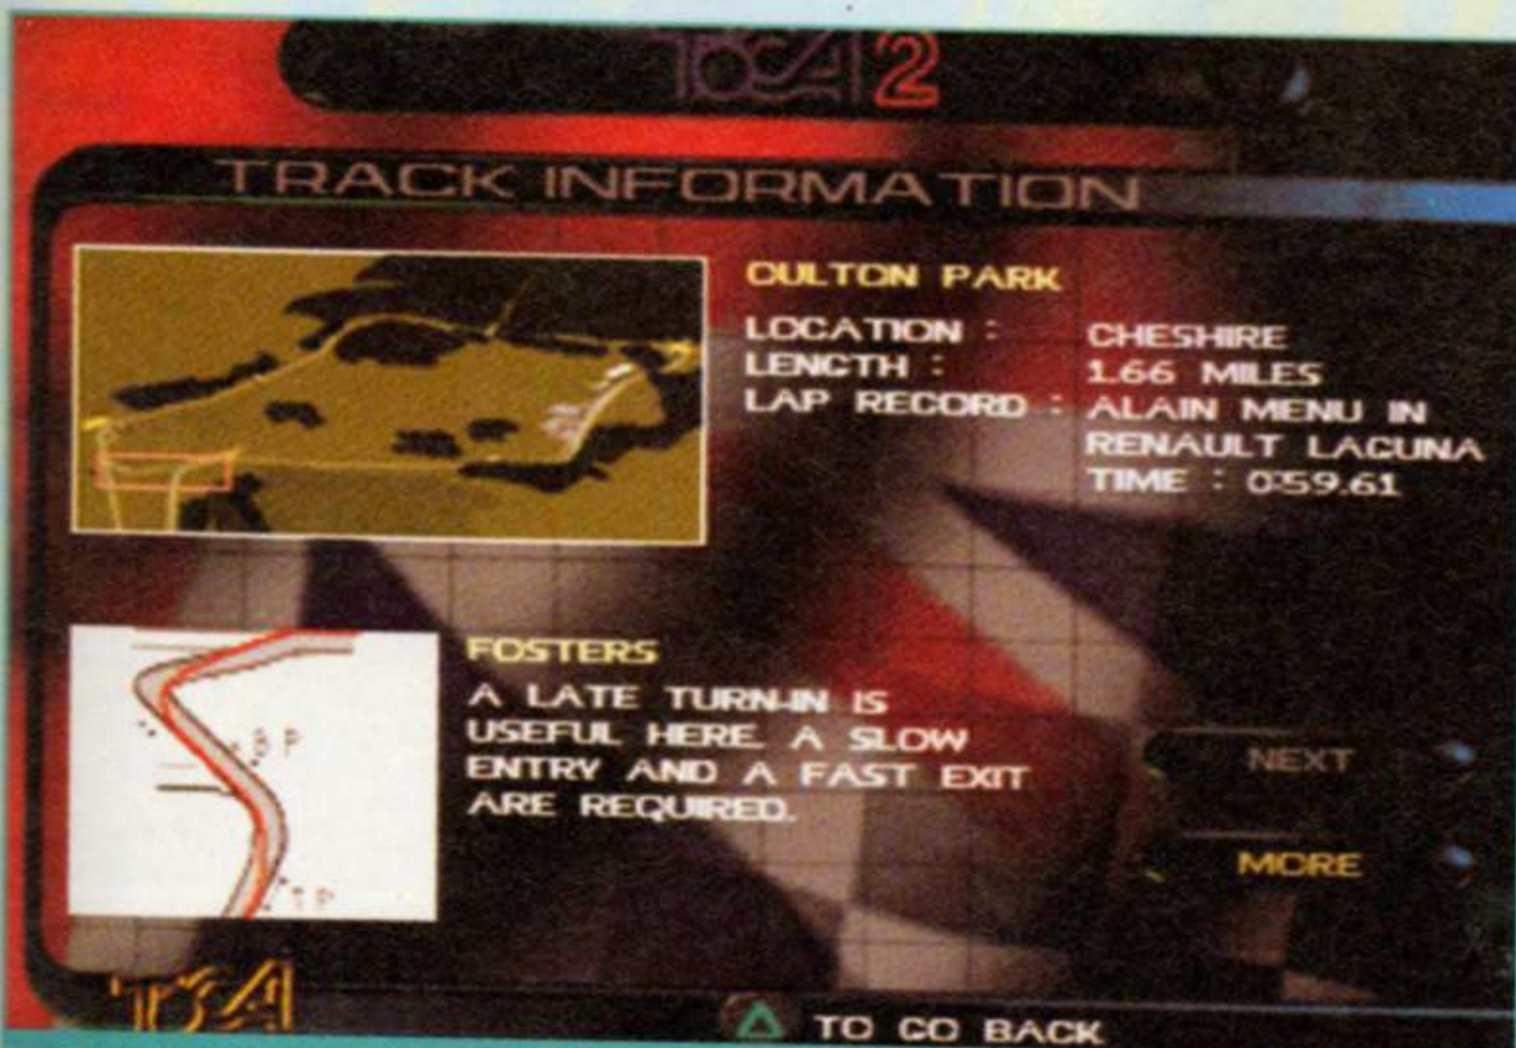 TOCA 2
TRACK INFORMATION
OULTON PARK
LOCATION : CHESHIRE
LENGTH : 1.66 MILES
LAP RECORD : ALAIN MENU IN
RENAULT LAGUNA
TIME : 0:59.61
FOSTERS
A LATE TURN-IN IS
USEFUL HERE. A SLOW
ENTRY AND A FAST EXIT
ARE REQUIRED.
NEXT
MORE
TOCA
TO GO BACK